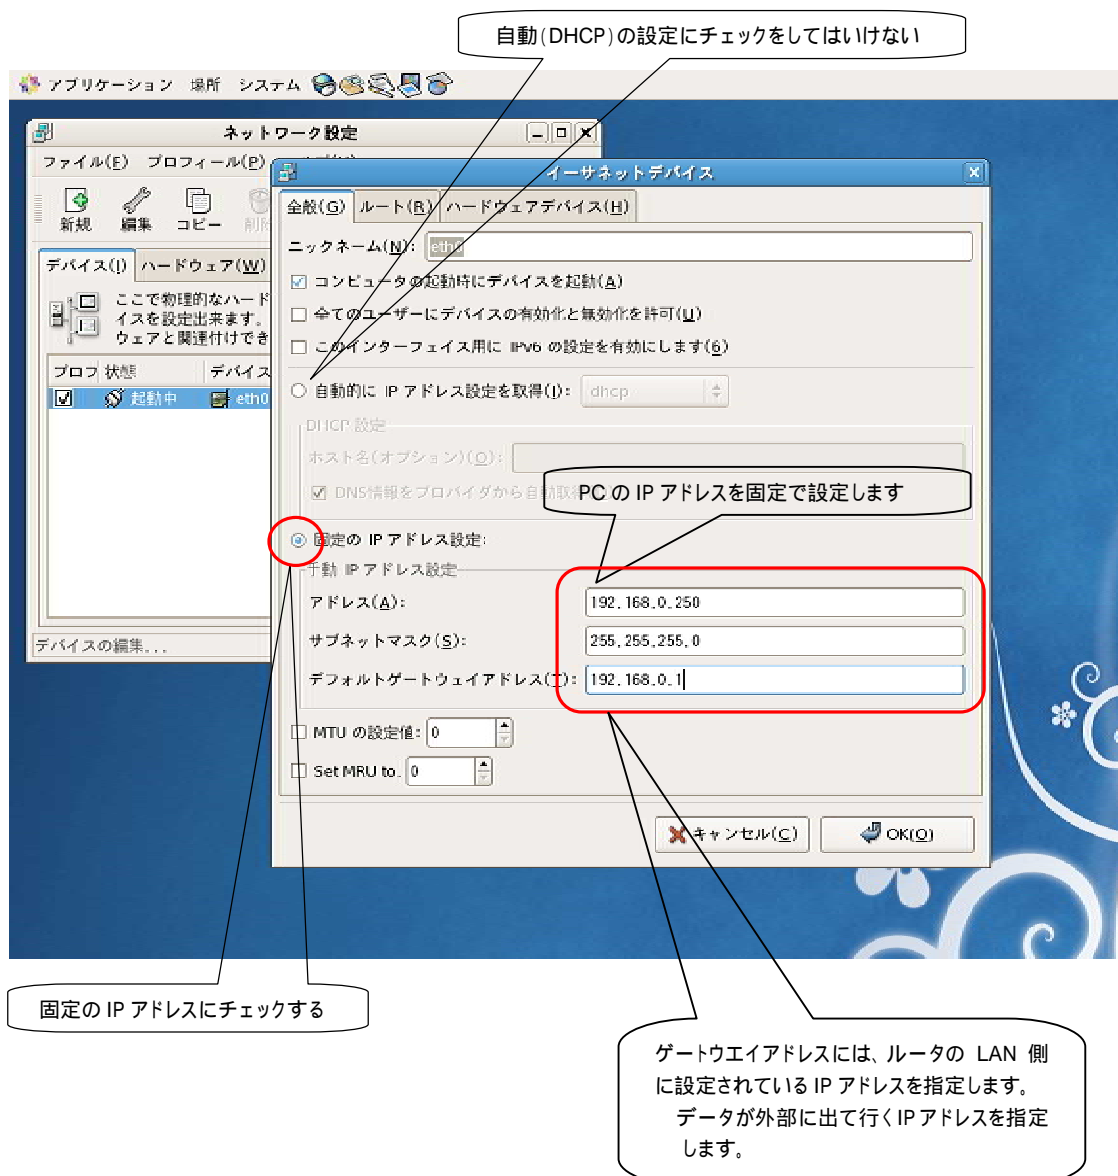 自動(DHCP)の設定にチェックをしてはいけない
アプリケーション 場所 システム
ネットワーク設定
ファイル(F) プロフィール(P)
イーサネットデバイス
新規 編集 コピー 削除
全般(G) ルート(R) ハードウェアデバイス(H)
ニックネーム(N): eth0
デバイス(I) ハードウェア(W)
コンピュータの起動時にデバイスを起動(A)
ここで物理的なハード
イスを設定出来ます。
ウェアと関連付けでき
全てのユーザーにデバイスの有効化と無効化を許可(U)
このインターフェイス用に IPv6 の設定を有効にします(6)
プロフ 状態 デバイス
起動中 eth0
自動的に IP アドレス設定を取得(I): dhcp
DHCP 設定
ホスト名(オプション)(O):
DNS情報をプロバイダから自動取得
PC の IP アドレスを固定で設定します
固定の IP アドレス設定:
手動 IP アドレス設定
アドレス(A): 192.168.0.250
サブネットマスク(S): 255.255.255.0
デフォルトゲートウェイアドレス(T): 192.168.0.1
デバイスの編集...
MTU の設定値: 0
Set MRU to. 0
キャンセル(C) OK(O)
固定の IP アドレスにチェックする
ゲートウエイアドレスには、ルータの LAN 側
に設定されている IP アドレスを指定します。
データが外部に出て行く IP アドレスを指定
します。